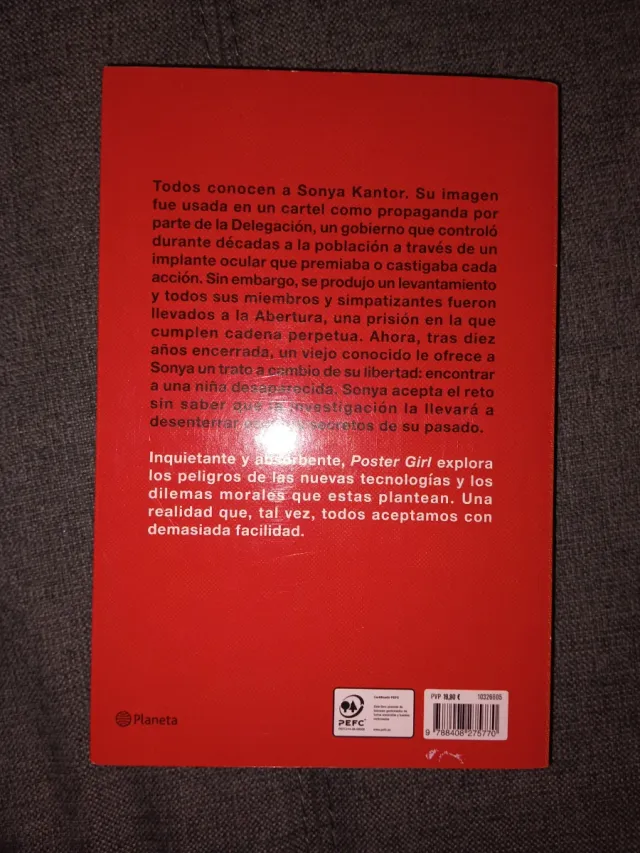 Todos conocen a Sonya Kantor. Su imagen
fue usada en un cartel como propaganda por
parte de la Delegación, un gobierno que controló
durante décadas a la población a través de un
implante ocular que premiaba o castigaba cada
acción. Sin embargo, se produjo un levantamiento
y todos sus miembros y simpatizantes fueron
llevados a la Abertura, una prisión en la que
cumplen cadena perpetua. Ahora, tras diez
años encerrada, un viejo conocido le ofrece a
Sonya un trato a cambio de su libertad: encontrar
a una niña desaparecida. Sonya acepta el reto
sin saber que la investigación la llevará a
desenterrar secretos de su pasado.
Inquietante y absorbente, Poster Girl explora
los peligros de las nuevas tecnologías y los
dilemas morales que estas plantean. Una
realidad que, tal vez, todos aceptamos con
demasiada facilidad.
Planeta
PEFC
PVP 10326605
9 788408 275770